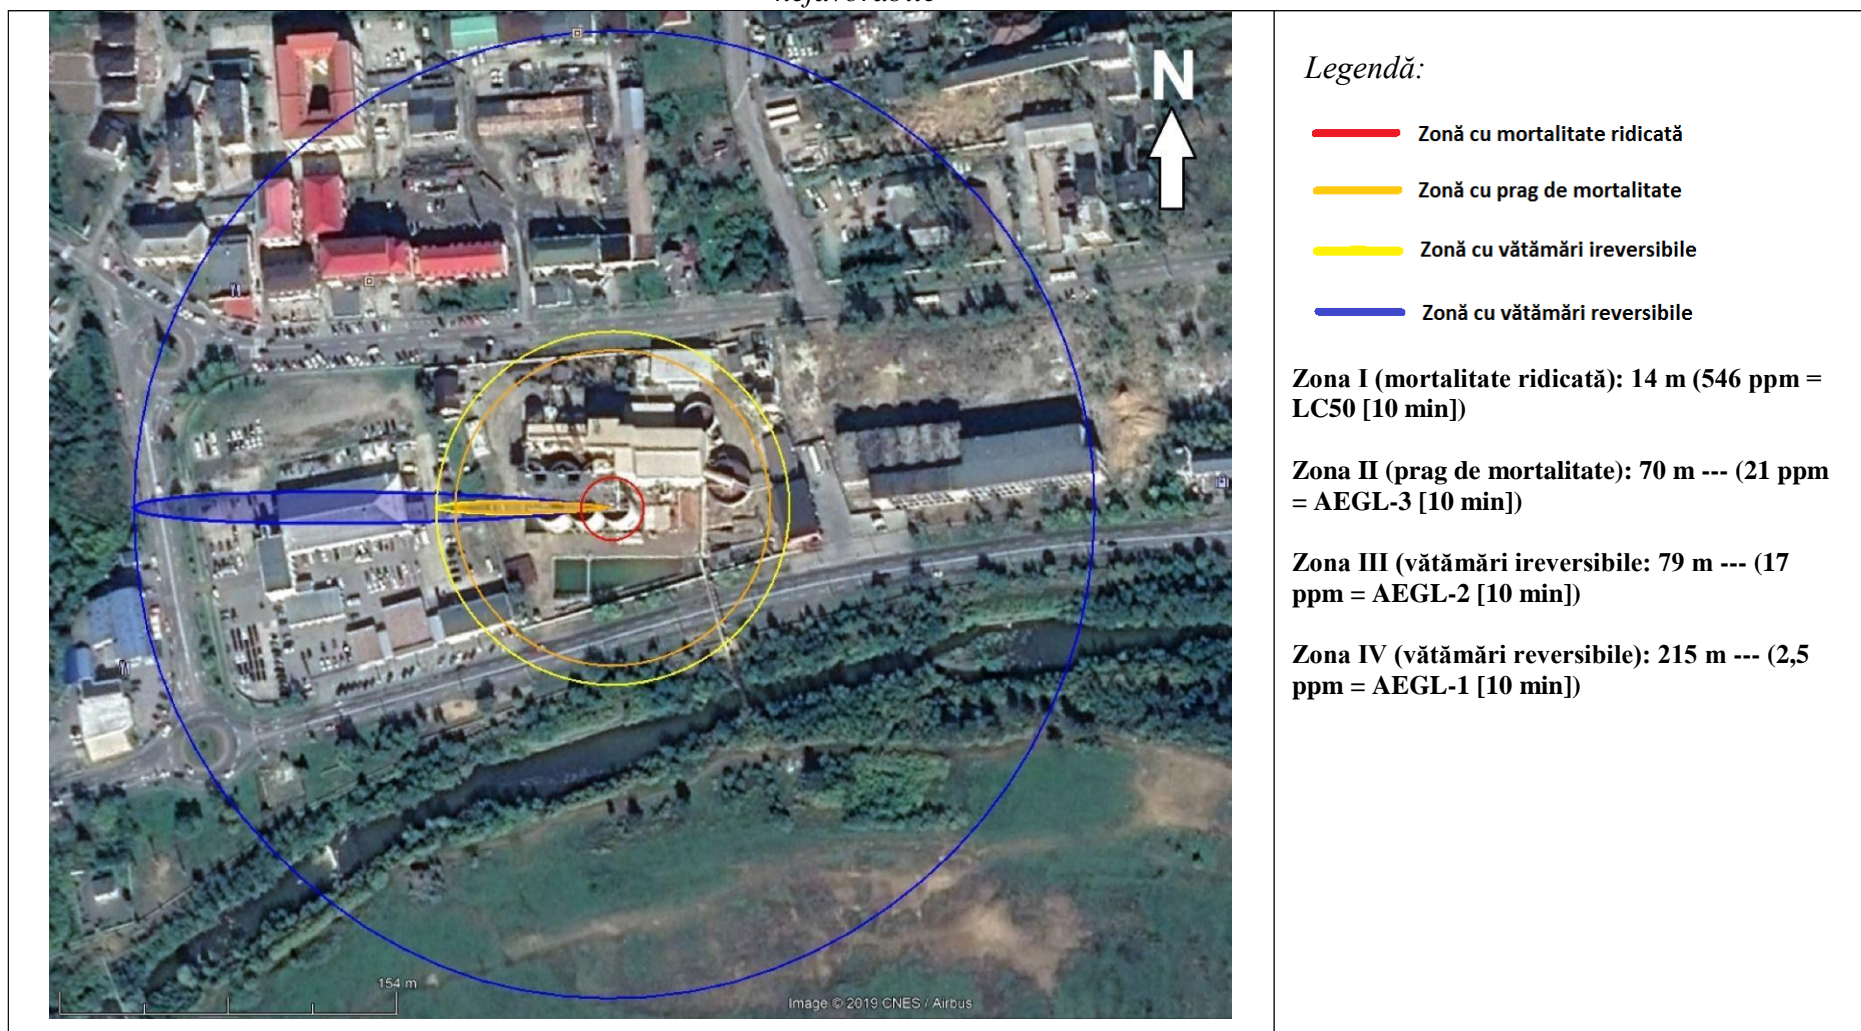 nefavorabile
N
Legendă:
Zonă cu mortalitate ridicată
Zonă cu prag de mortalitate
Zonă cu vătămări ireversibile
Zonă cu vătămări reversibile
Zona I (mortalitate ridicată): 14 m (546 ppm =
LC50 [10 min])
Zona II (prag de mortalitate): 70 m --- (21 ppm
= AEGL-3 [10 min])
Zona III (vătămări ireversibile: 79 m --- (17
ppm = AEGL-2 [10 min])
Zona IV (vătămări reversibile): 215 m --- (2,5
ppm = AEGL-1 [10 min])
154 m
Image © 2019 CNES / Airbus